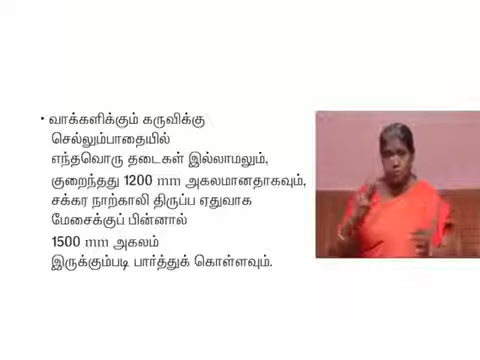 • வாக்களிக்கும் கருவிக்கு
செல்லும்பாதையில்
எந்தவொரு தடைகள் இல்லாமலும்,
குறைந்தது 1200 mm அகலமானதாகவும்,
சக்கர நாற்காலி திருப்ப ஏதுவாக
மேசைக்குப் பின்னால்
1500 mm அகலம்
இருக்கும்படி பார்த்துக் கொள்ளவும்.